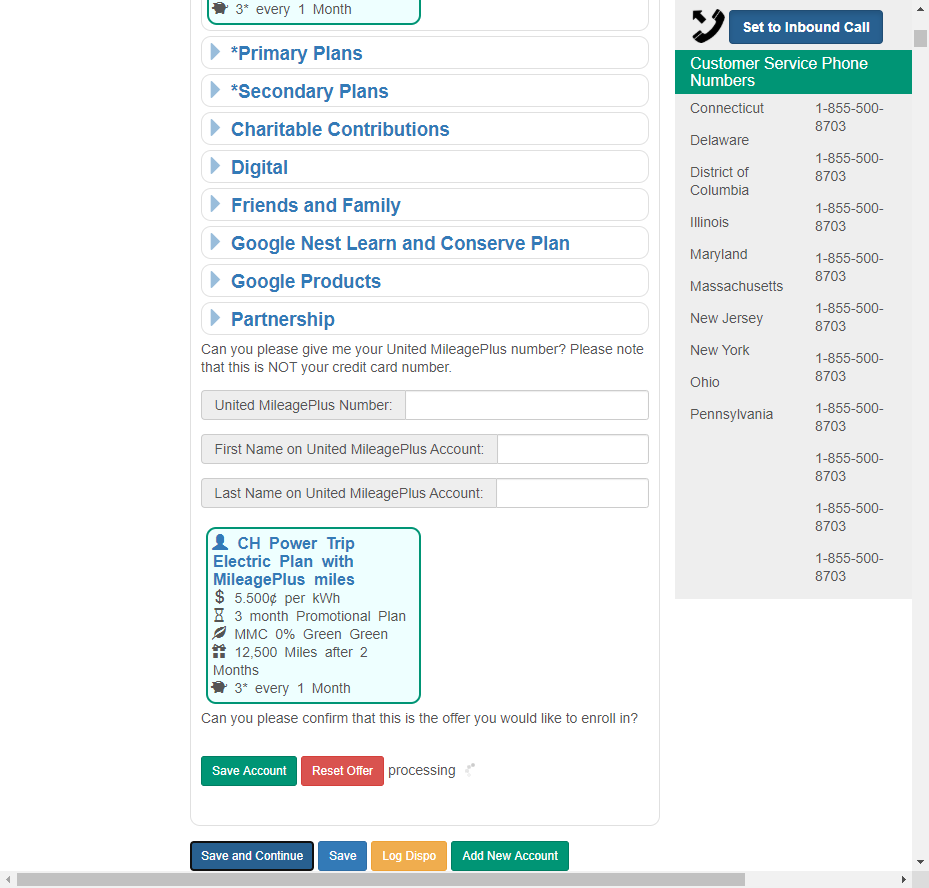 3* every 1 Month
*Primary Plans
*Secondary Plans
Charitable Contributions
Digital
Friends and Family
Google Nest Learn and Conserve Plan
Google Products
Partnership
Can you please give me your United MileagePlus number? Please note
that this is NOT your credit card number.
United MileagePlus Number:
First Name on United MileagePlus Account:
Last Name on United MileagePlus Account:
CH Power Trip
Electric Plan with
MileagePlus miles
$ 5.500¢ per kWh
3 month Promotional Plan
MMC 0% Green Green
12,500 Miles after 2
Months
3* every 1 Month
Can you please confirm that this is the offer you would like to enroll in?
Save Account Reset Offer processing
Save and Continue Save Log Dispo Add New Account
Set to Inbound Call
Customer Service Phone
Numbers
Connecticut
Delaware
District of
Columbia
Illinois
Maryland
Massachusetts
New Jersey
New York
Ohio
Pennsylvania
1-855-500-
8703
1-855-500-
8703
1-855-500-
8703
1-855-500-
8703
1-855-500-
8703
1-855-500-
8703
1-855-500-
8703
1-855-500-
8703
1-855-500-
8703
1-855-500-
8703